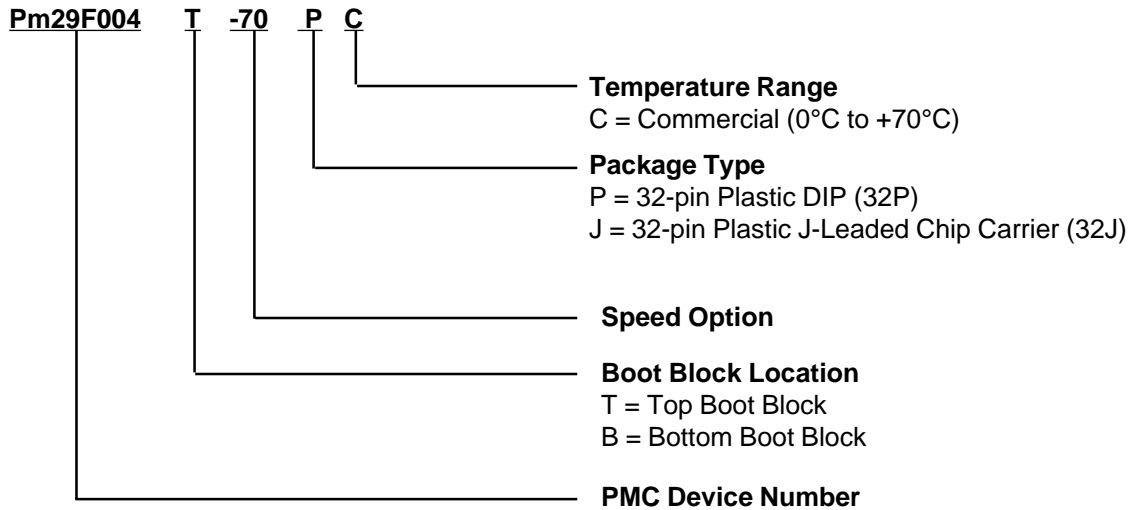 Pm29F004 T -70 P C
Temperature Range
C = Commercial (0°C to +70°C)
Package Type
P = 32-pin Plastic DIP (32P)
J = 32-pin Plastic J-Leaded Chip Carrier (32J)
Speed Option
Boot Block Location
T = Top Boot Block
B = Bottom Boot Block
PMC Device Number